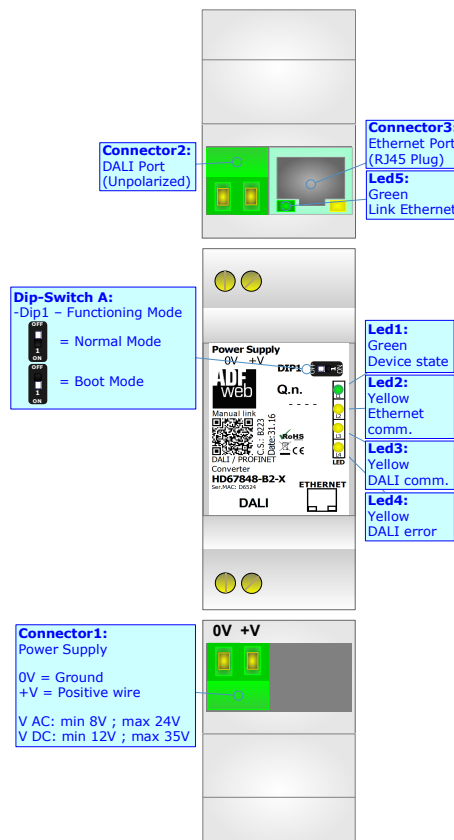 Connector2:
DALI Port
(Unpolarized)
Connector3:
Ethernet Port
(RJ45 Plug)
Led5:
Green
Link Ethernet
Dip-Switch A:
-Dip1 – Functioning Mode
OFF
1
ON
= Normal Mode
OFF
1
ON
= Boot Mode
Power Supply
0V +V
DIP1
ADF
web
Q.n.
- - - -
Manual link
C.S.: B223
Date:31.16
RoHS
CE
LED
DALI / PROFINET
Converter
HD67848-B2-X
Ser.MAC: D6524
ETHERNET
DALI
Led1:
Green
Device state
Led2:
Yellow
Ethernet
comm.
Led3:
Yellow
DALI comm.
Led4:
Yellow
DALI error
Connector1:
Power Supply
0V = Ground
+V = Positive wire
V AC: min 8V ; max 24V
V DC: min 12V ; max 35V
0V +V